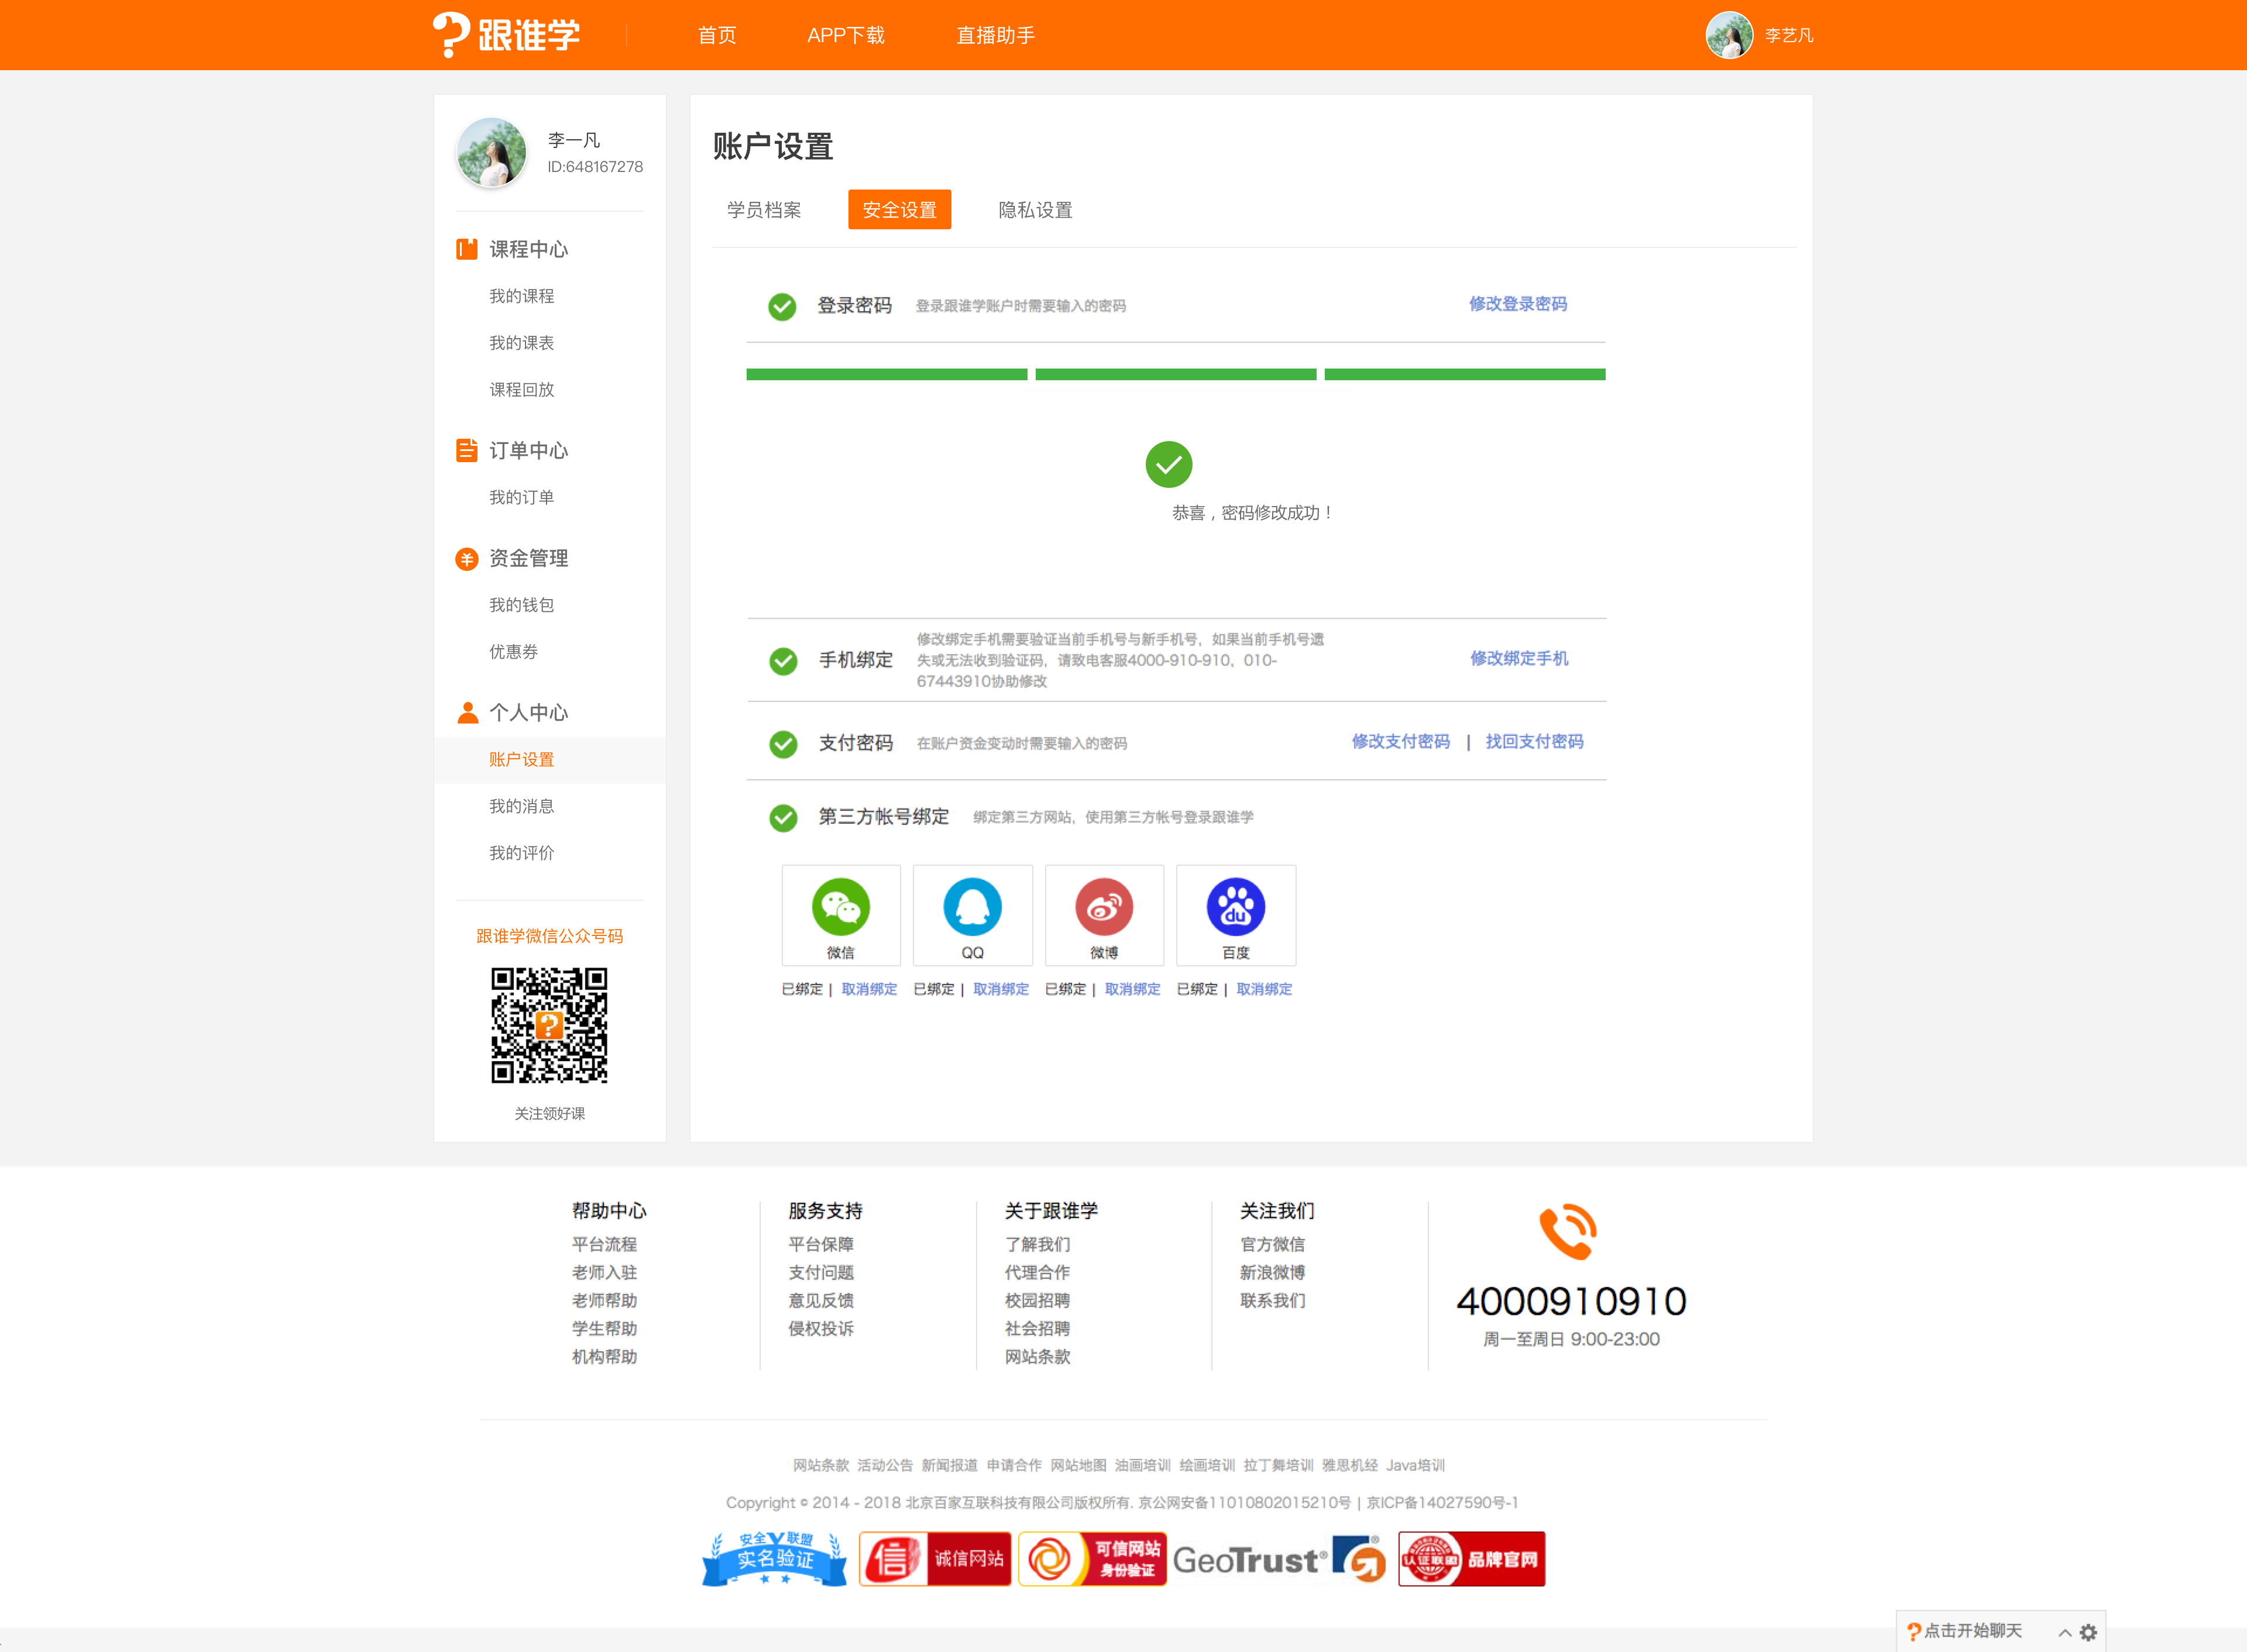 跟谁学
首页
APP下载
直播助手
李艺凡
李一凡
ID:648167278
课程中心
我的课程
我的课表
课程回放
订单中心
我的订单
资金管理
我的钱包
优惠券
个人中心
账户设置
我的消息
我的评价
跟谁学微信公众号码
关注领好课
账户设置
学员档案
安全设置
隐私设置
登录密码
登录跟谁学账户时需要输入的密码
修改登录密码
恭喜，密码修改成功！
手机绑定
修改绑定手机需要验证当前手机号与新手机号，如果当前手机号遗
失或无法收到验证码，请致电客服4000-910-910，010-
67443910协助修改
修改绑定手机
支付密码
在账户资金变动时需要输入的密码
修改支付密码 | 找回支付密码
第三方帐号绑定
绑定第三方网站，使用第三方帐号登录跟谁学
微信
QQ
微博
du
百度
已绑定 | 取消绑定
已绑定 | 取消绑定
已绑定 | 取消绑定
已绑定 | 取消绑定
帮助中心
平台流程
老师入驻
老师帮助
学生帮助
机构帮助
服务支持
平台保障
支付问题
意见反馈
侵权投诉
关于跟谁学
了解我们
代理合作
校园招聘
社会招聘
网站条款
关注我们
官方微信
新浪微博
联系我们
4000910910
周一至周日 9:00-23:00
网站条款 活动公告 新闻报道 申请合作 网站地图 油画培训 绘画培训 拉丁舞培训 雅思机经 Java培训
Copyright © 2014 - 2018 北京百家互联科技有限公司版权所有. 京公网安备11010802015210号 | 京ICP备14027590号-1
安全联盟
实名验证
信
诚信网站
可信网站
身份验证
GeoTrust®
认证联盟
品牌官网
点击开始聊天